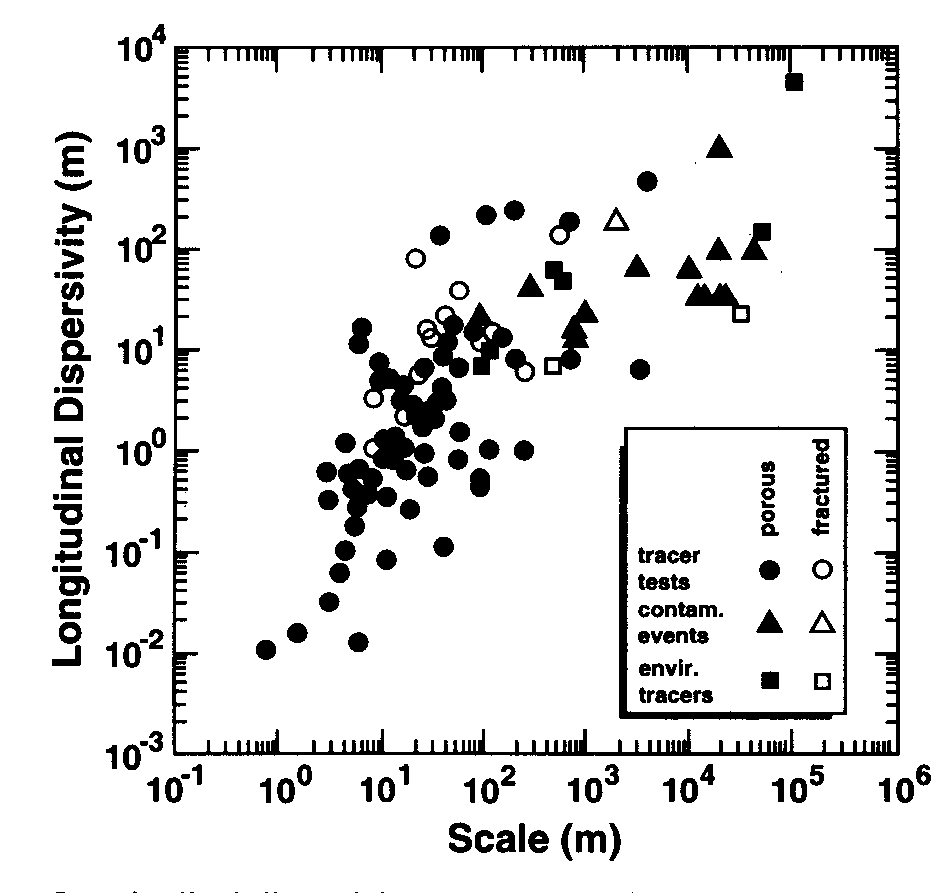 10^4
10^3
10^2
10^1
10^0
10^-1
10^-2
10^-3
Longitudinal Dispersivity (m)
10^-1 10^0 10^1 10^2 10^3 10^4 10^5 10^6
Scale (m)
porous fractured
tracer
tests
contam.
events
envir.
tracers